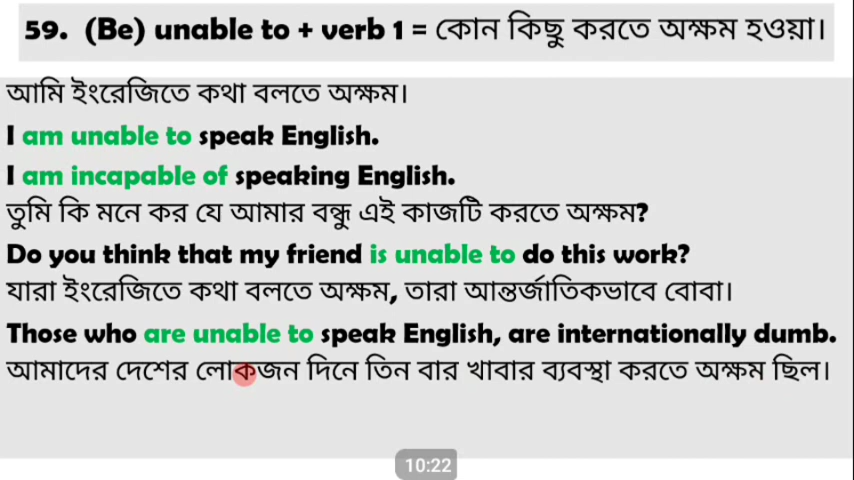 59. (Be) unable to + verb 1 = কোন কিছু করতে অক্ষম হওয়া।
আমি ইংরেজিতে কথা বলতে অক্ষম।
I am unable to speak English.
I am incapable of speaking English.
তুমি কি মনে কর যে আমার বন্ধু এই কাজটি করতে অক্ষম?
Do you think that my friend is unable to do this work?
যারা ইংরেজিতে কথা বলতে অক্ষম, তারা আন্তর্জাতিকভাবে বোবা।
Those who are unable to speak English, are internationally dumb.
আমাদের দেশের লোকজন দিনে তিন বার খাবার ব্যবস্থা করতে অক্ষম ছিল।
10:22